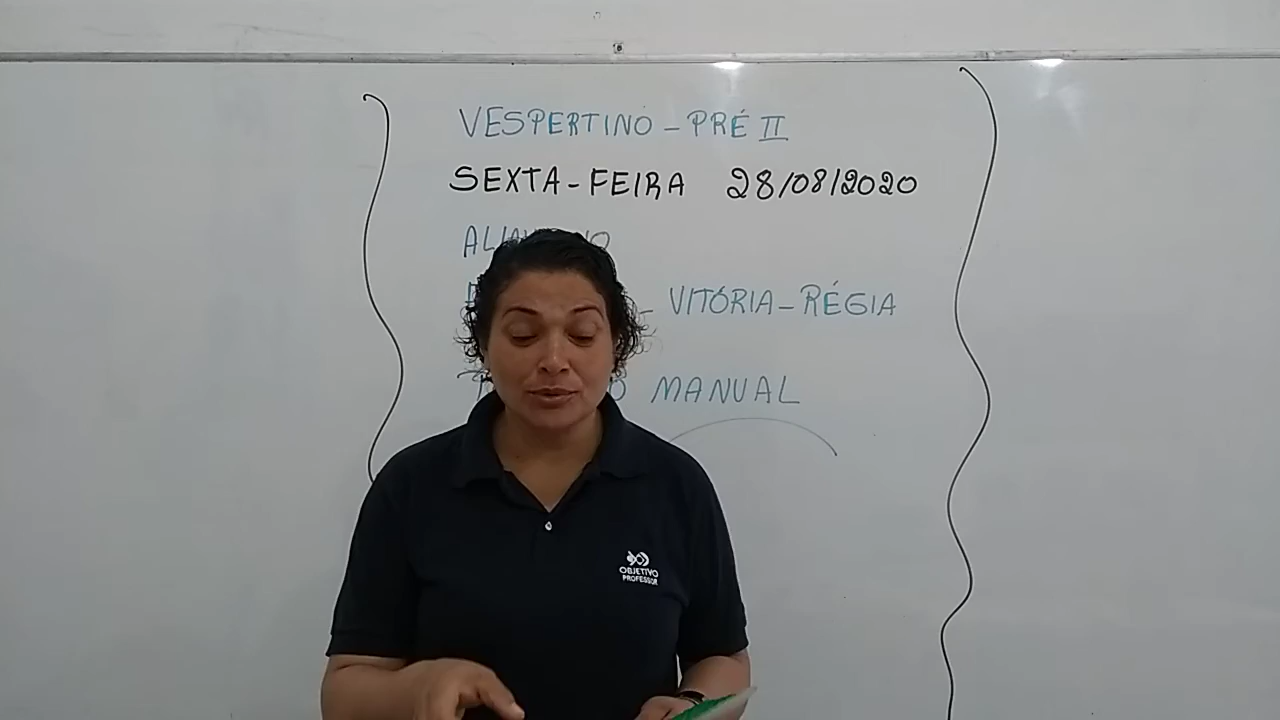 VESPERTINO - PRÉ II
SEXTA-FEIRA 28/08/2020
- VITÓRIA-RÉGIA
MANUAL
OBJETIVO
PROFESSOR